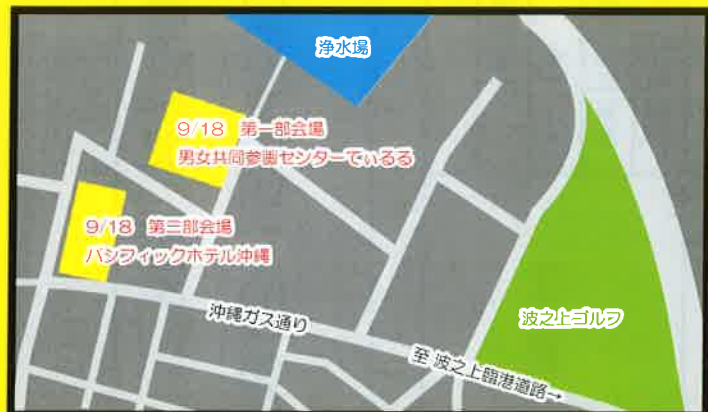 浄水場
9/18 第一部会場
男女共同参画センターてぃるる
9/18 第三部会場
パシフィックホテル沖縄
沖縄ガス通り
波之上ゴルフ
至 波之上臨港道路→